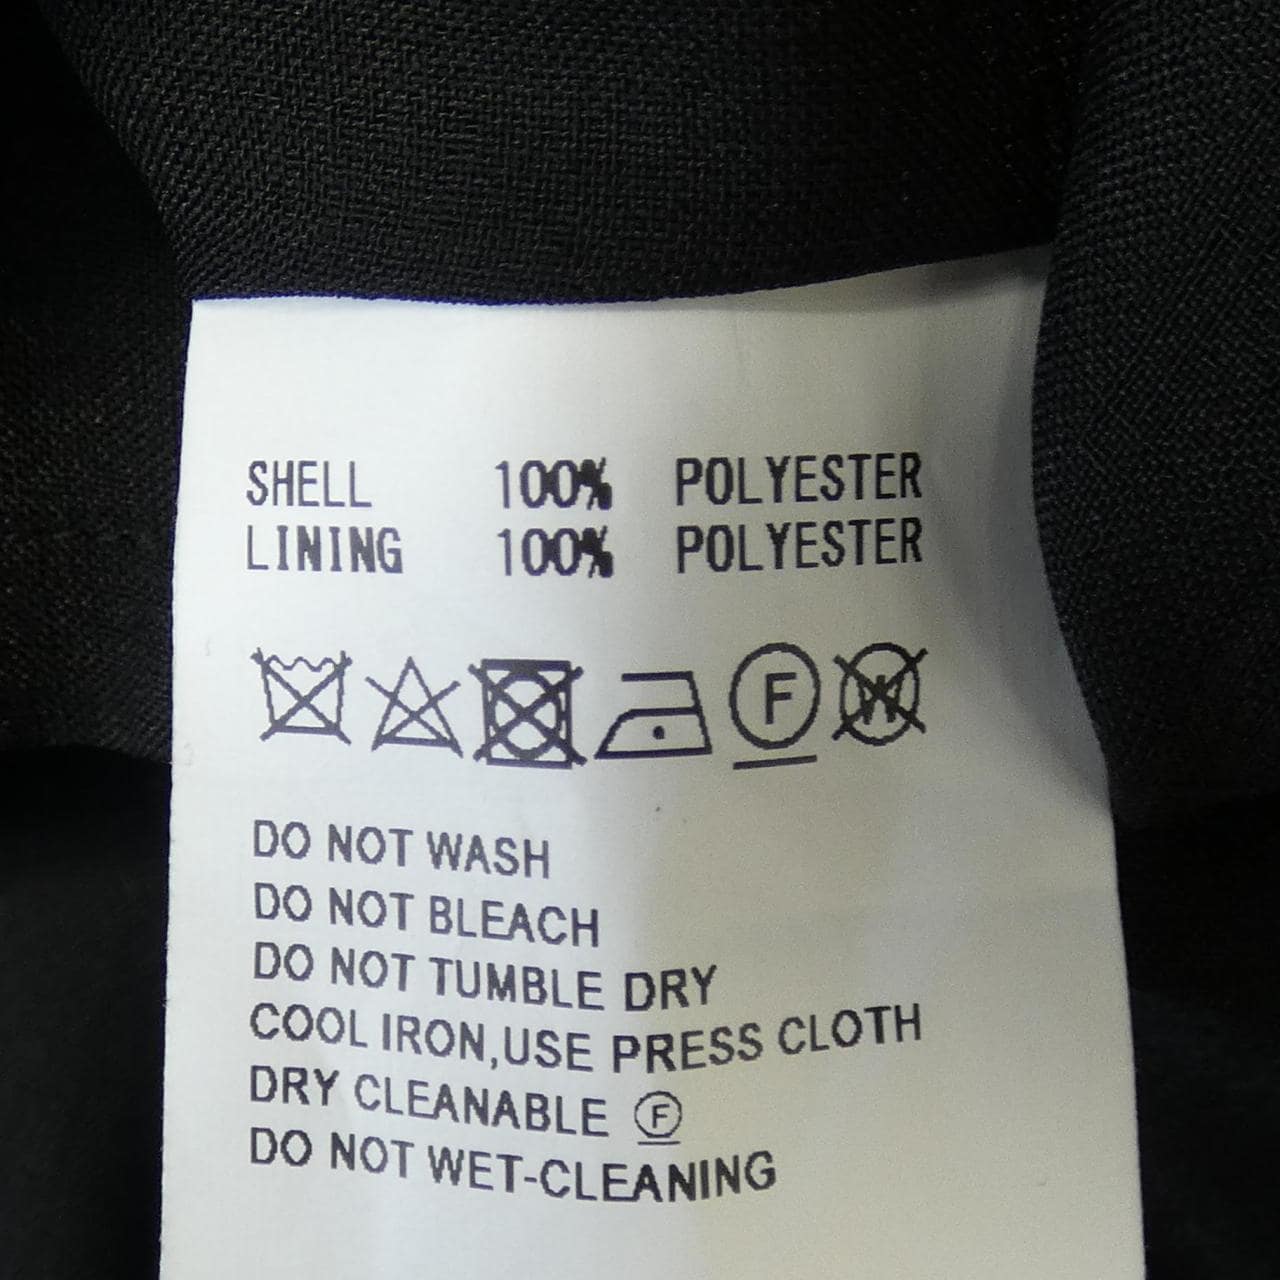 SHELL 100% POLYESTER
LINING 100% POLYESTER
F W
DO NOT WASH
DO NOT BLEACH
DO NOT TUMBLE DRY
COOL IRON,USE PRESS CLOTH
DRY CLEANABLE F
DO NOT WET-CLEANING